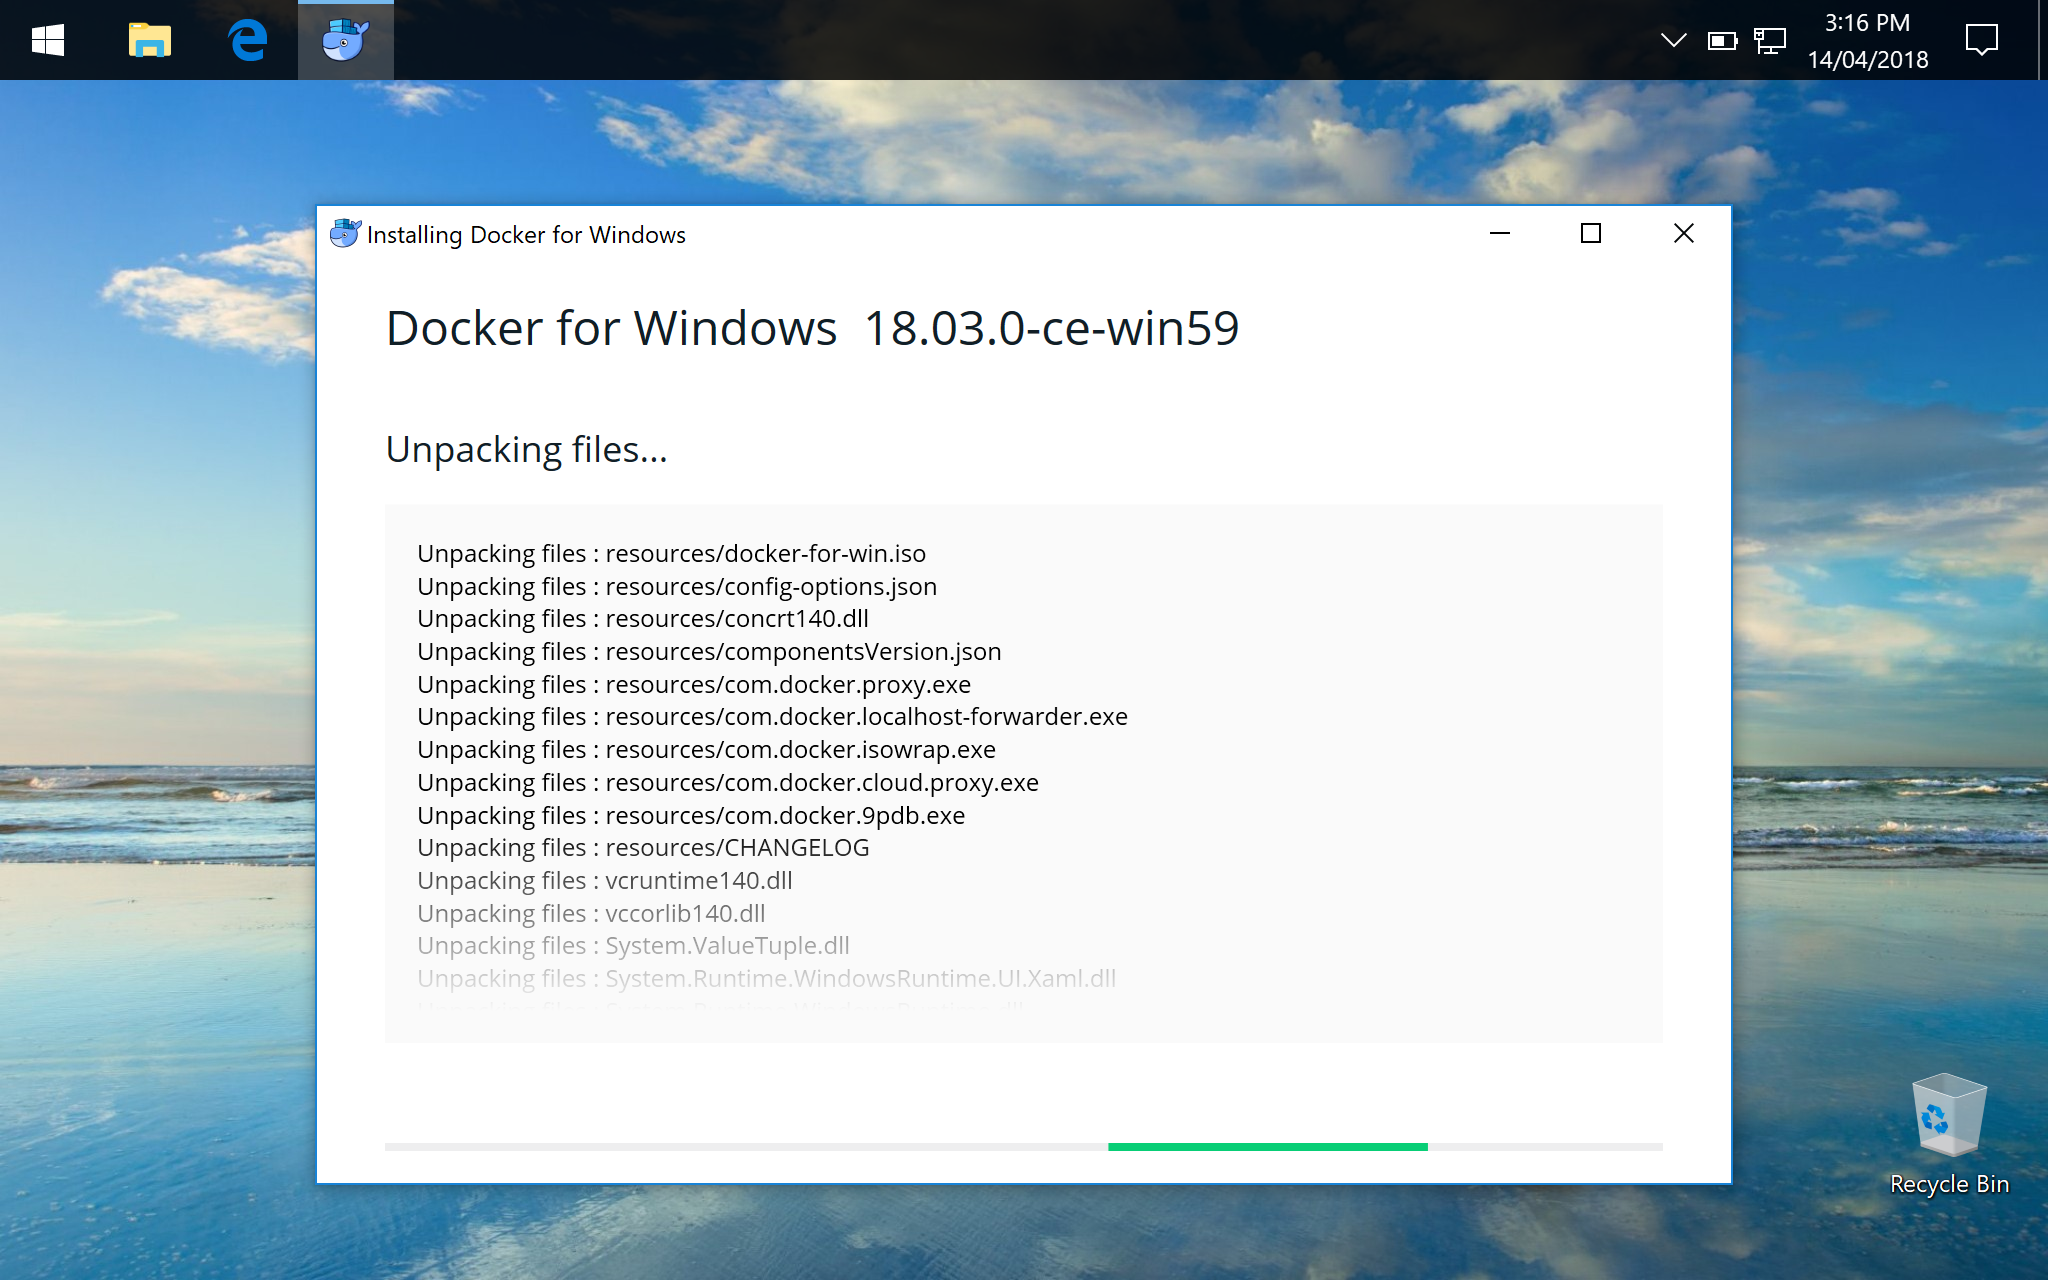 3:16 PM
14/04/2018
Installing Docker for Windows
Docker for Windows 18.03.0-ce-win59
Unpacking files...
Unpacking files : resources/docker-for-win.iso
Unpacking files : resources/config-options.json
Unpacking files : resources/concrt140.dll
Unpacking files : resources/componentsVersion.json
Unpacking files : resources/com.docker.proxy.exe
Unpacking files : resources/com.docker.localhost-forwarder.exe
Unpacking files : resources/com.docker.isowrap.exe
Unpacking files : resources/com.docker.cloud.proxy.exe
Unpacking files : resources/com.docker.9pdb.exe
Unpacking files : resources/CHANGELOG
Unpacking files : vcruntime140.dll
Unpacking files : vccorlib140.dll
Unpacking files : System.ValueTuple.dll
Unpacking files : System.Runtime.WindowsRuntime.UI.Xaml.dll
Recycle Bin